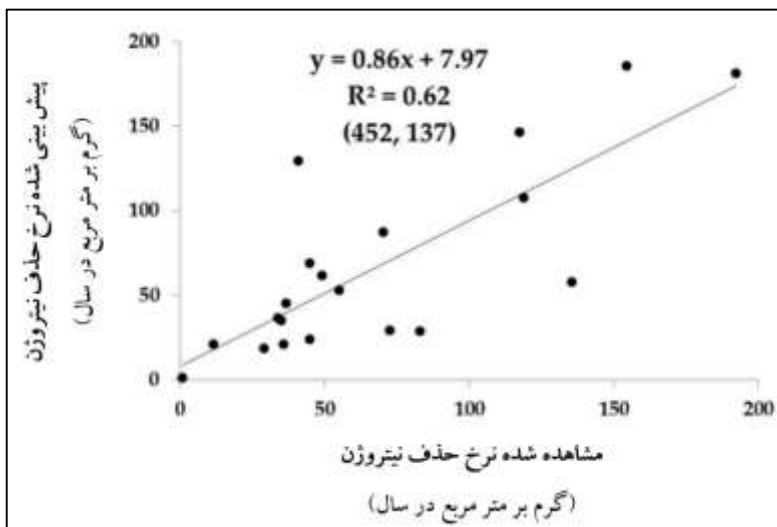 200
150
100
50
0
y = 0.86x + 7.97
R² = 0.62
(452, 137)
پیش بینی شده نرخ حذف نیتروژن
(گرم بر متر مربع در سال)
0 50 100 150 200
مشاهده شده نرخ حذف نیتروژن
(گرم بر متر مربع در سال)